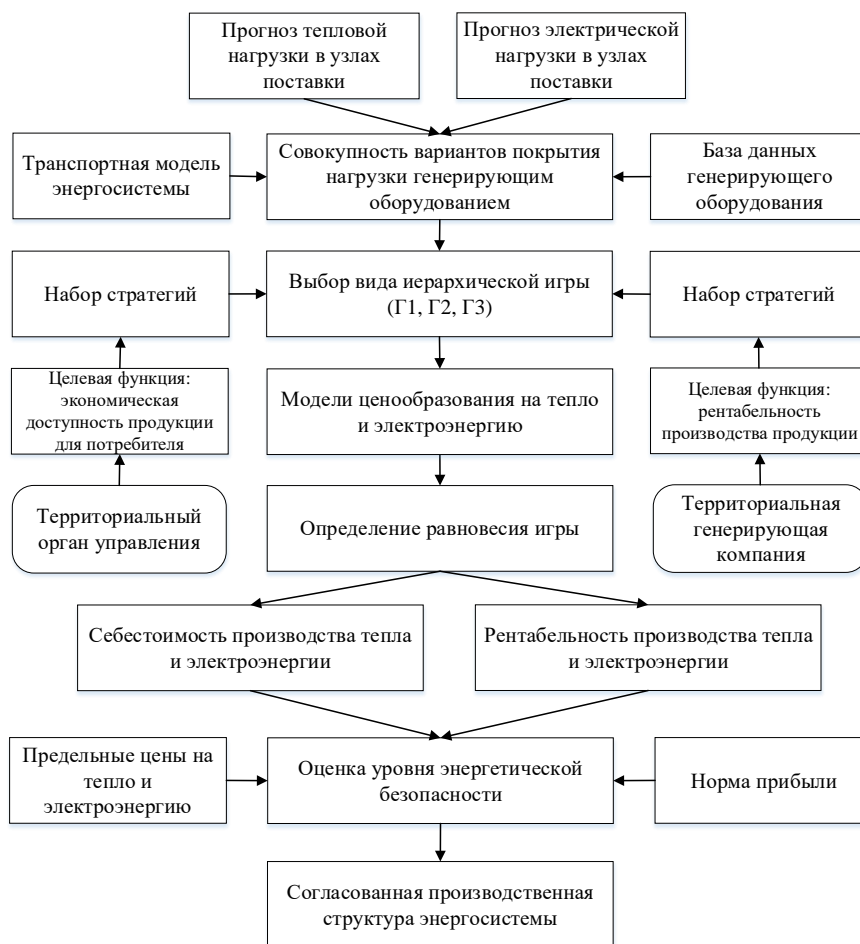 Прогноз тепловой
нагрузки в узлах
поставки
Прогноз электрической
нагрузки в узлах
поставки
Транспортная модель
энергосистемы
Совокупность вариантов покрытия
нагрузки генерирующим
оборудованием
База данных
генерирующего
оборудования
Набор стратегий
Выбор вида иерархической игры
(Г1, Г2, Г3)
Набор стратегий
Целевая функция:
экономическая
доступность продукции
для потребителя
Модели ценообразования на тепло
и электроэнергию
Целевая функция:
рентабельность
производства продукции
Территориальный
орган управления
Определение равновесия игры
Территориальная
генерирующая
компания
Себестоимость производства тепла
и электроэнергии
Рентабельность производства тепла
и электроэнергии
Предельные цены на
тепло и
электроэнергию
Оценка уровня энергетической
безопасности
Норма прибыли
Согласованная производственная
структура энергосистемы